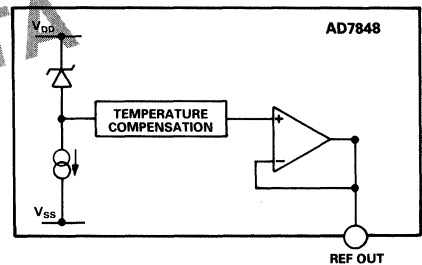 VDD
AD7848
TEMPERATURE
COMPENSATION
+
−
VSS
REF OUT